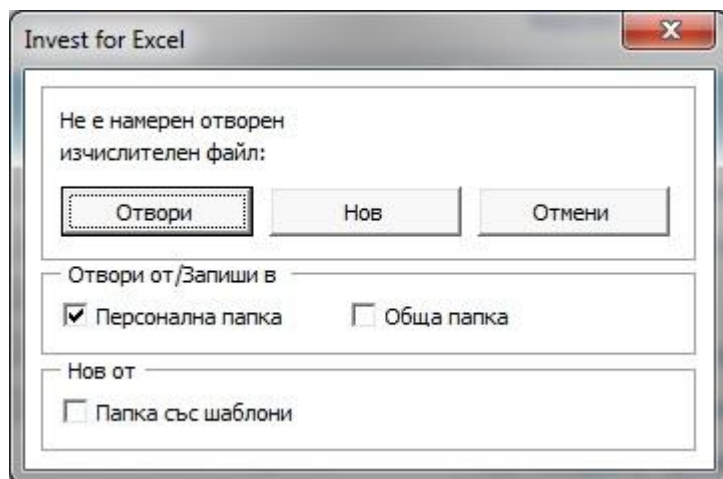 Invest for Excel
Не е намерен отворен
изчислителен файл:
Отвори Нов Отмени
Отвори от/Запиши в
Персонална папка Обща папка
Нов от
Папка със шаблони